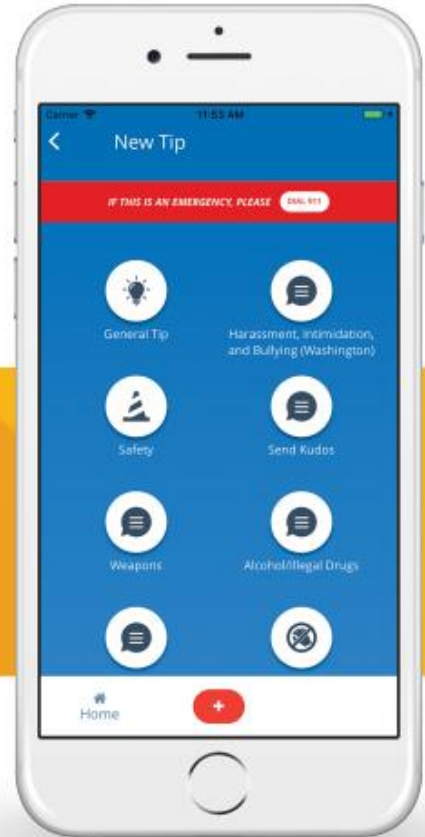 Carrier 11:53 AM
New Tip
IF THIS IS AN EMERGENCY, PLEASE DIAL 911
General Tip
Harassment, Intimidation,
and Bullying (Washington)
Safety
Send Kudos
Weapons
Alcohol/Illegal Drugs
Home